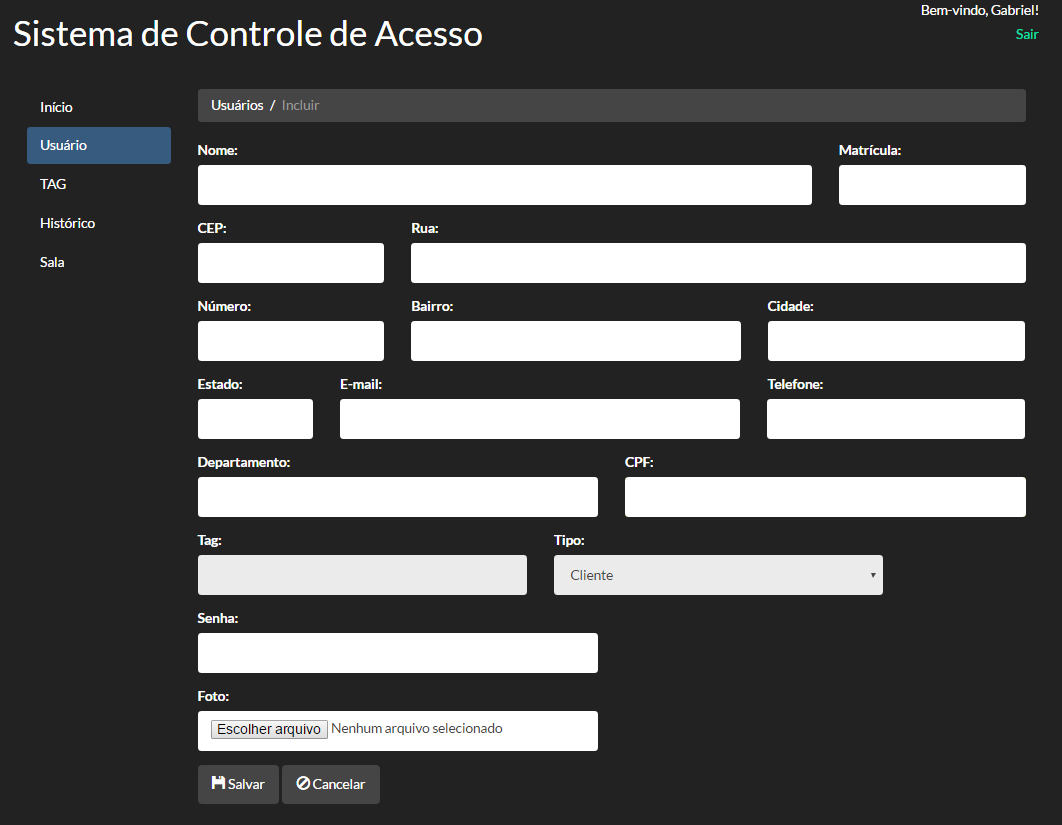 Bem-vindo, Gabriel!
Sistema de Controle de Acesso
Sair
Início
Usuário
TAG
Histórico
Sala
Usuários / Incluir
Nome: Matrícula:
CEP: Rua:
Número: Bairro: Cidade:
Estado: E-mail: Telefone:
Departamento: CPF:
Tag: Tipo:
Cliente
Senha:
Foto:
Escolher arquivo Nenhum arquivo selecionado
Salvar Cancelar